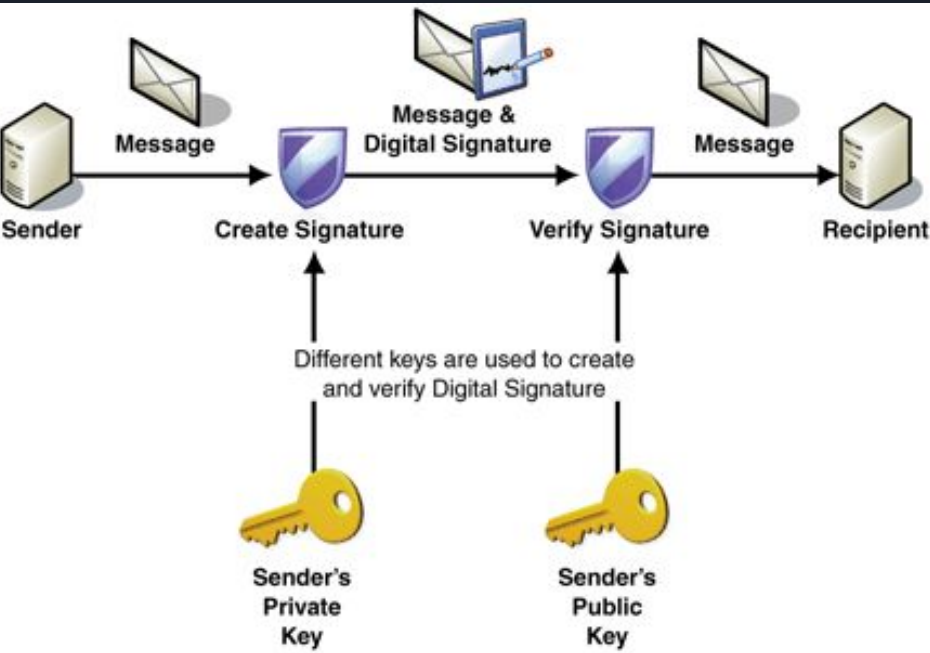 Message
Message &
Digital Signature
Message
Sender
Create Signature
Verify Signature
Recipient
Different keys are used to create
and verify Digital Signature
Sender's
Private
Key
Sender's
Public
Key